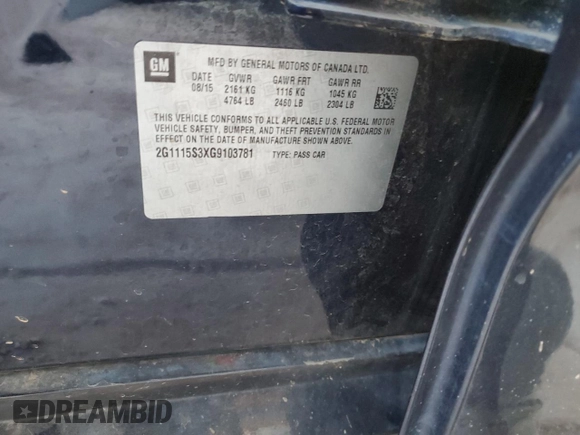 GM
MFD BY GENERAL MOTORS OF CANADA LTD.
DATE GVWR GAWR FRT GAWR RR
08/15 2161 KG 1116 KG 1045 KG
4764 LB 2460 LB 2304 LB
THIS VEHICLE CONFORMS TO ALL APPLICABLE U.S. FEDERAL MOTOR
VEHICLE SAFETY, BUMPER, AND THEFT PREVENTION STANDARDS IN
EFFECT ON THE DATE OF MANUFACTURE SHOWN ABOVE.
2G1115S3XG9103781 TYPE: PASS CAR
DREAMBID